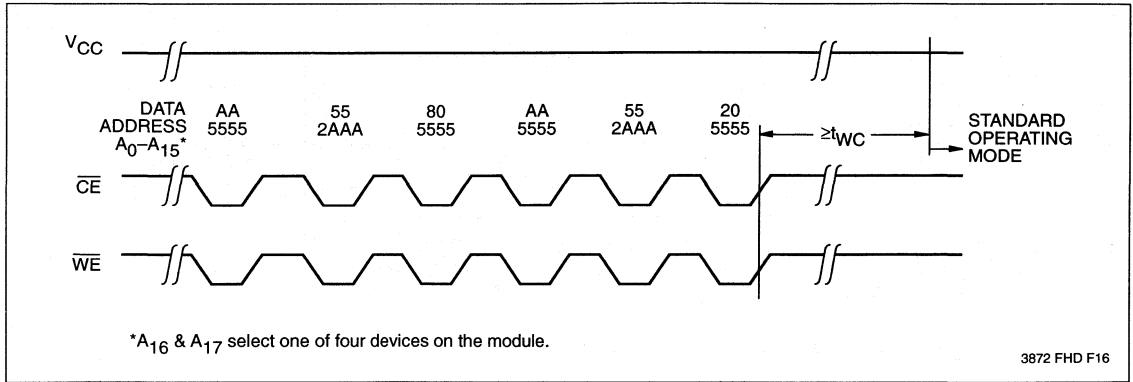 VCC
DATA AA 55 80 AA 55 20
ADDRESS 5555 2AAA 5555 5555 2AAA 5555
A0–A15*
≥tWC
STANDARD
OPERATING
MODE
CE
WE
*A16 & A17 select one of four devices on the module.
3872 FHD F16